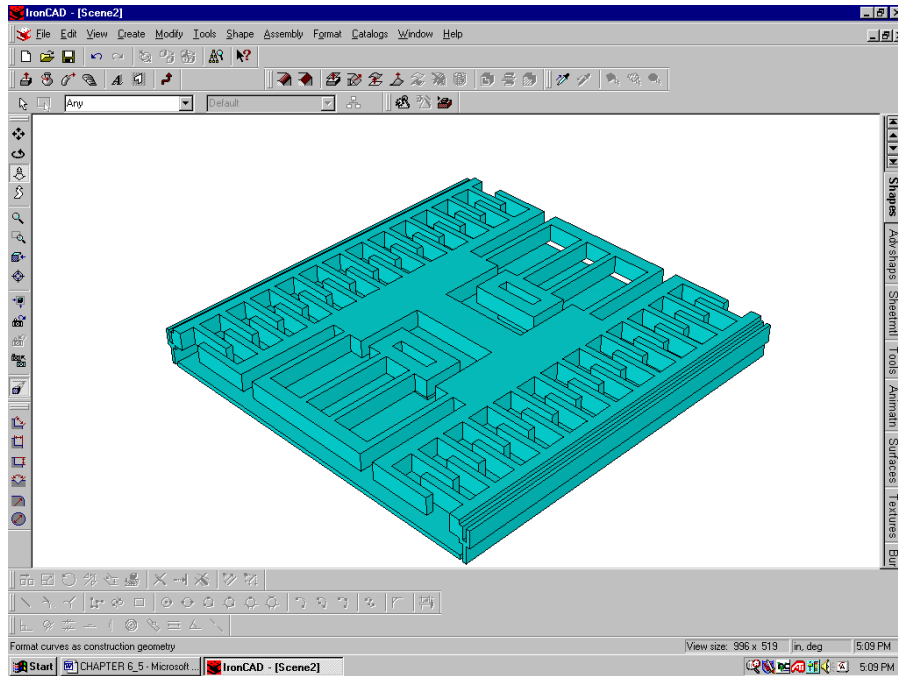 IronCAD - [Scene2]
File Edit View Create Modify Tools Shape Assembly Format Catalogs Window Help
Any
Default
Shapes
Advshaps
Sheetmtl
Tools
Animatn
Surfaces
Textures
Bur
Format curves as construction geometry
View size: 996 x 519
in, deg
5:09 PM
Start
CHAPTER 6_5 - Microsoft ...
IronCAD - [Scene2]
5:09 PM